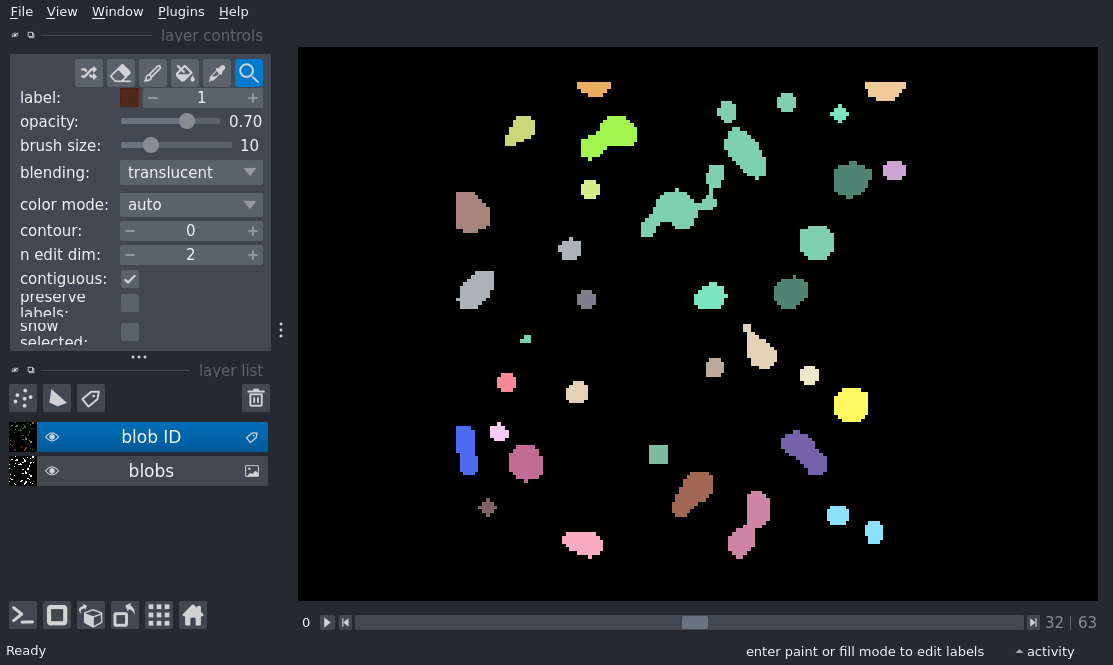 File View Window Plugins Help
layer controls
label: 1
opacity: 0.70
brush size: 10
blending: translucent
color mode: auto
contour: 0
n edit dim: 2
contiguous:
preserve
labels:
show
selected:
layer list
blob ID
blobs
0 32 63
Ready enter paint or fill mode to edit labels activity